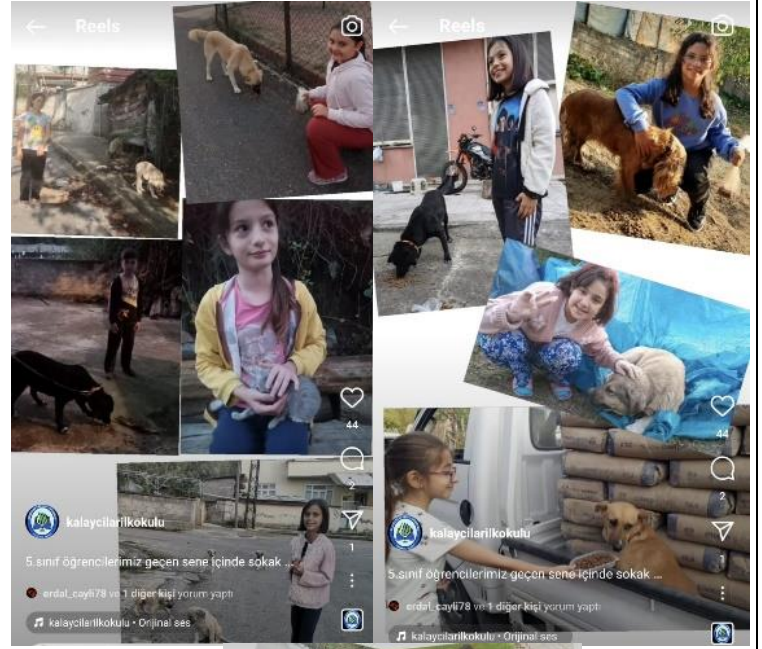 Reels
44
2
kalaycilarilkokulu
1
5.sınıf öğrencilerimiz geçen sene içinde sokak ...
erdal_cayli78 ve 1 diğer kişi yorum yaptı
kalaycilarilkokulu • Orijinal ses
Reels
44
2
kalaycilarilkokulu
1
5.sınıf öğrencilerimiz geçen sene içinde sokak ...
erdal_cayli78 ve 1 diğer kişi yorum yaptı
kalaycilarilkokulu • Orijinal ses